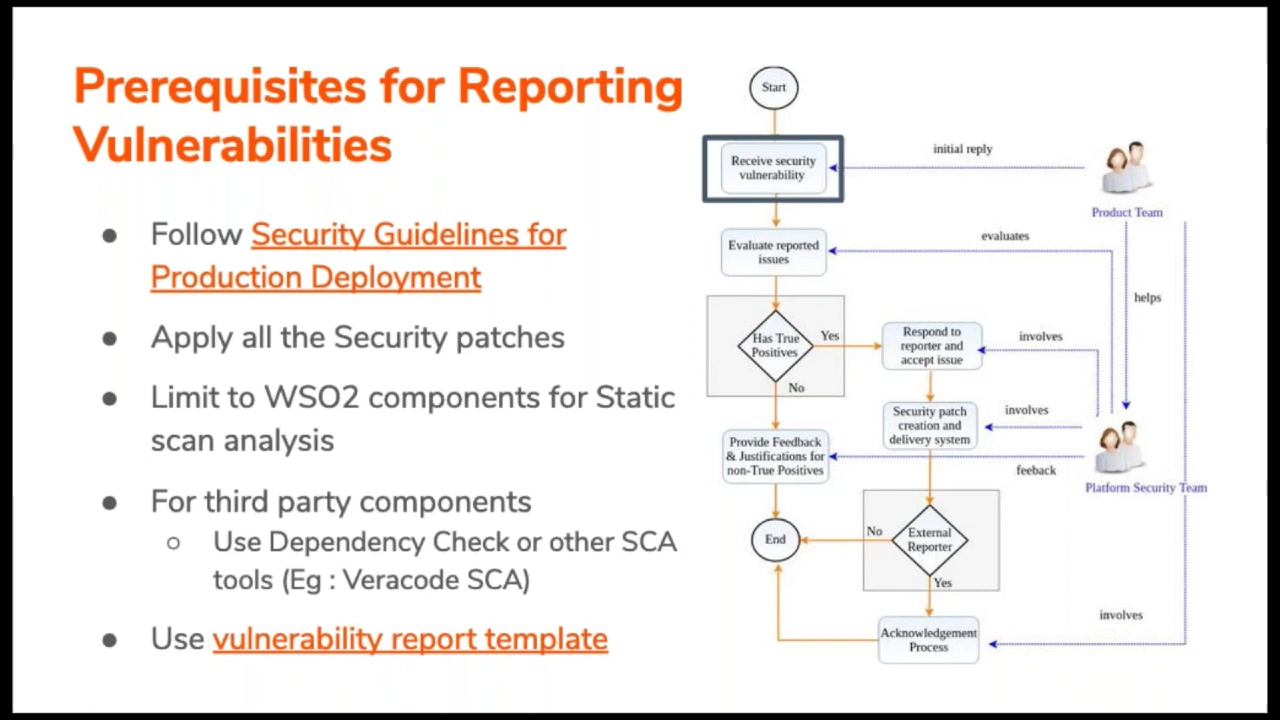 Prerequisites for Reporting
Vulnerabilities
● Follow Security Guidelines for
Production Deployment
● Apply all the Security patches
● Limit to WSO2 components for Static
scan analysis
● For third party components
○ Use Dependency Check or other SCA
tools (Eg : Veracode SCA)
● Use vulnerability report template
Start
Receive security
vulnerability
initial reply
Product Team
Evaluate reported
issues
evaluates
helps
Has True
Positives
Yes
No
Respond to
reporter and
accept issue
involves
Security patch
creation and
delivery system
involves
Provide Feedback
& Justifications for
non-True Positives
feeback
Platform Security Team
End
No
External
Reporter
Yes
Acknowledgement
Process
involves